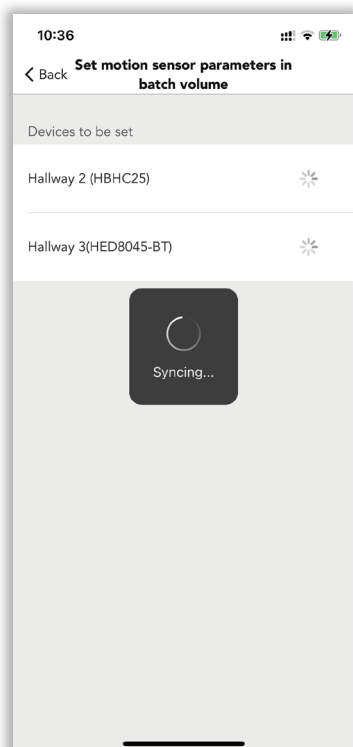 10:36
Back
Set motion sensor parameters in
batch volume
Devices to be set
Hallway 2 (HBHC25)
Hallway 3(HED8045-BT)
Syncing...